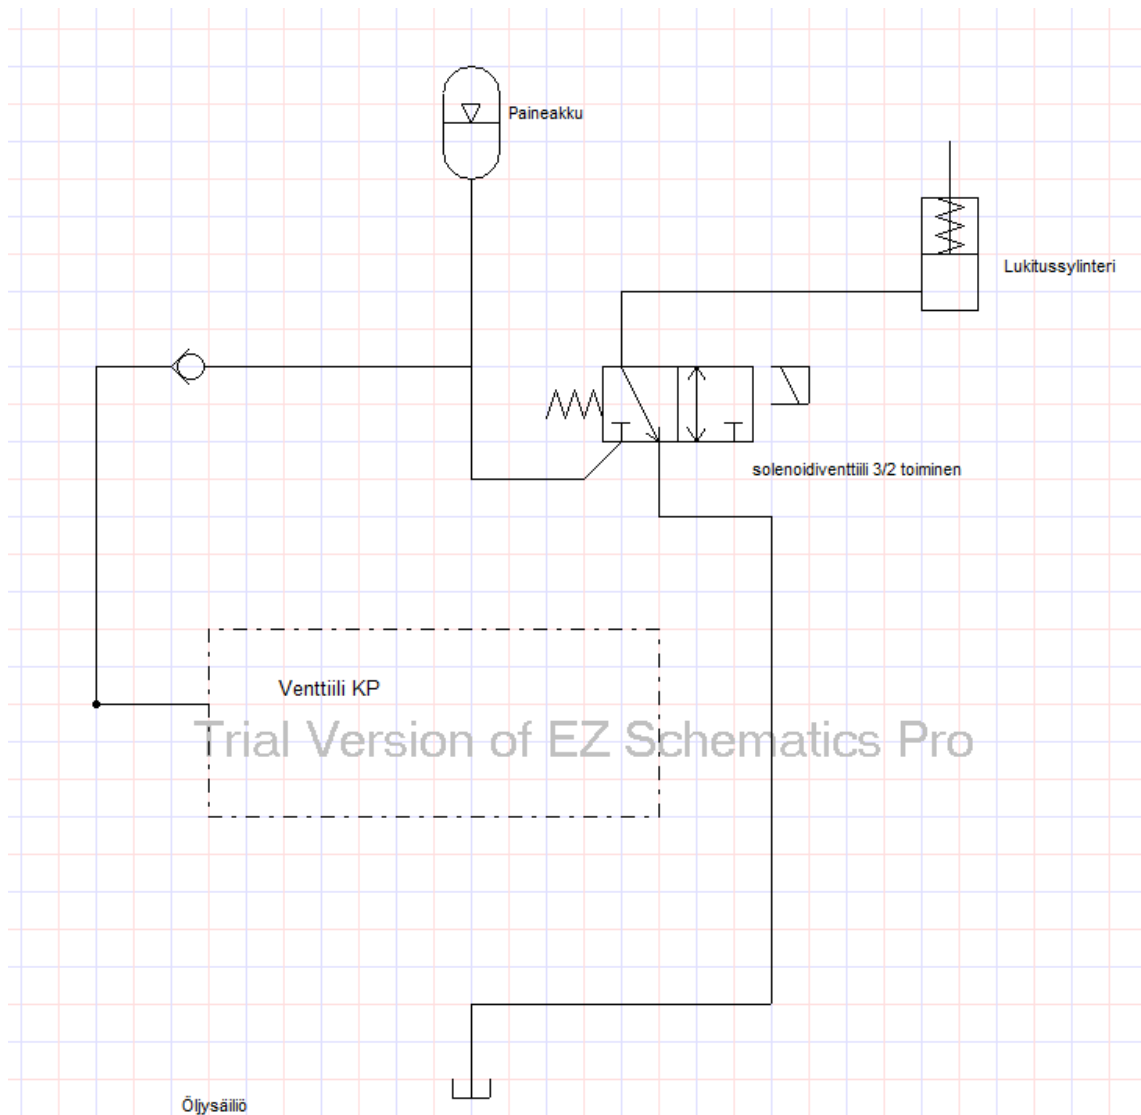 Paineakku
Lukitussylinteri
solenoidiventtiili 3/2 toiminen
Venttiili KP
Trial Version of EZ Schematics Pro
Öljysäiliö